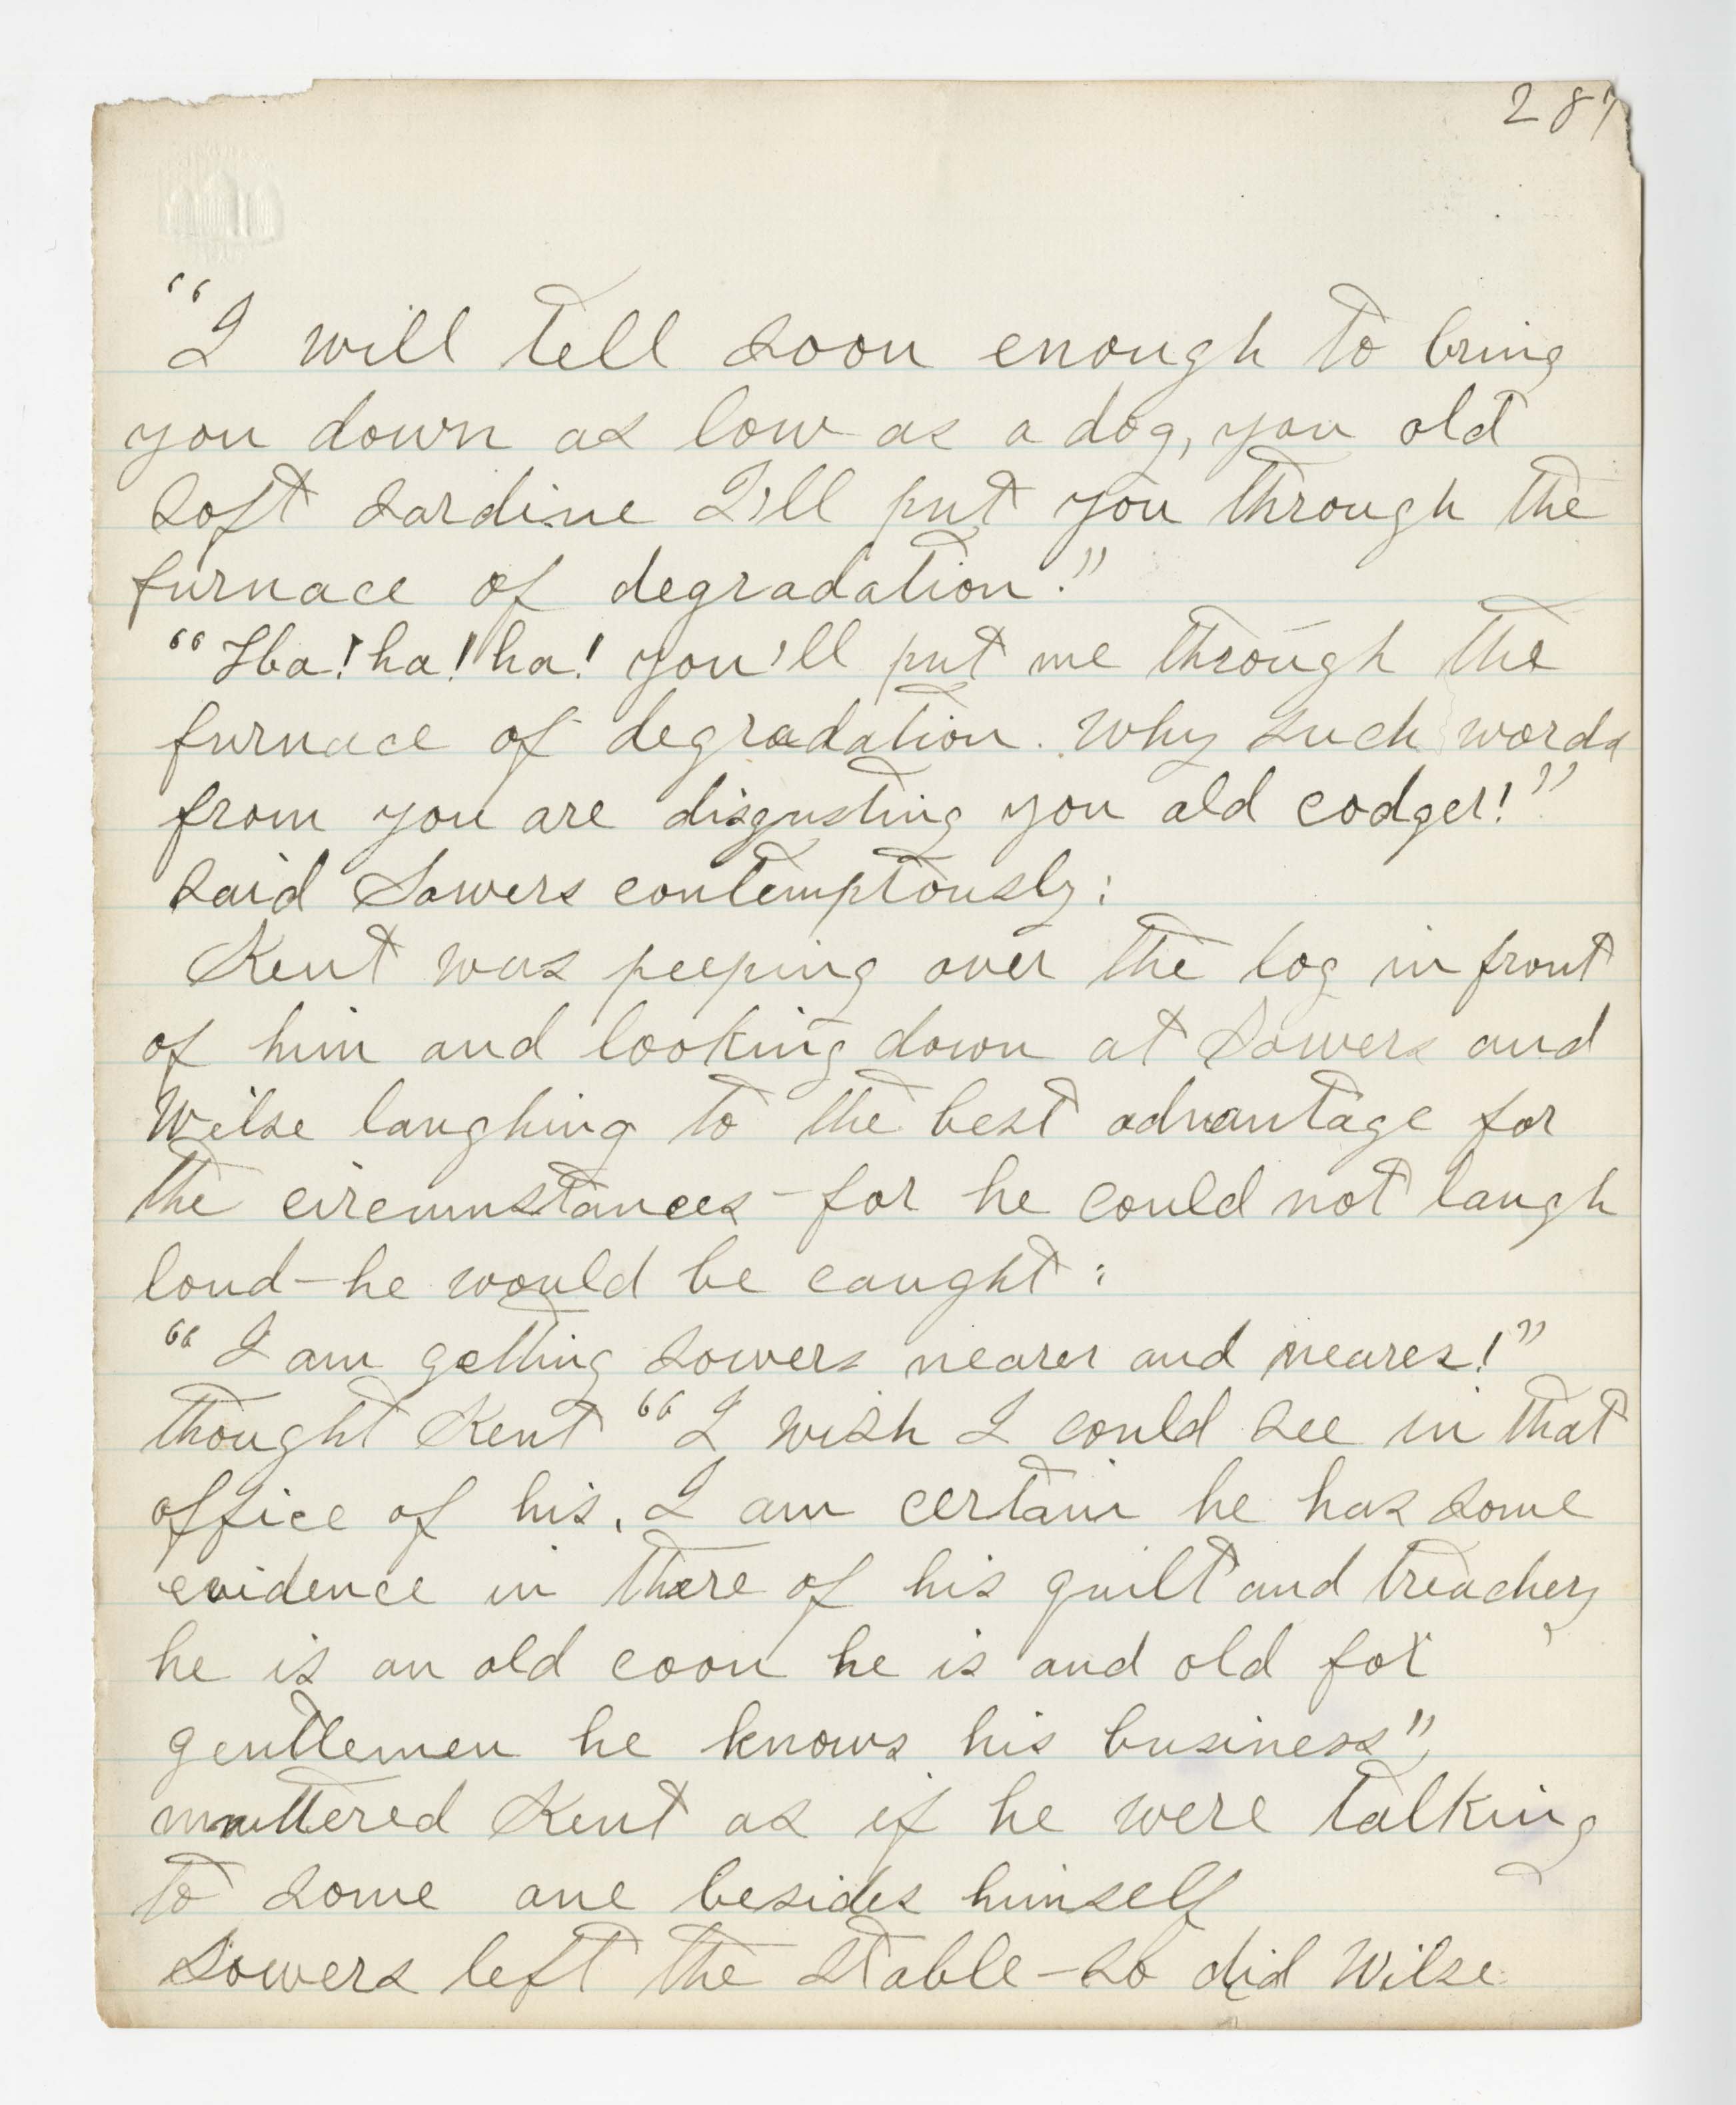 287
"I will tell soon enough to bring
you down as low as a dog, you old
soft sardine I'll put you through the
furnace of degradation."
"Ha! ha! ha! you'll put me through the
furnace of degradation. Why such words
from you are disgusting you old codger!"
said Sowers contemptously:
Kent was peeping over the log in front
of him and looking down at Sowers and
Wilse laughing to the best advantage for
the circumstances - for he could not laugh
loud - he would be caught:
"I am getting Sowers nearer and nearer!"
thought Kent "I wish I could see in that
office of his. I am certain he has some
evidence in there of his guilt and treachery
he is an old coon he is and old fox
gentlemen he knows his business",
muttered Kent as if he were talking
to some one besides himself
Sowers left the stable - so did Wilse